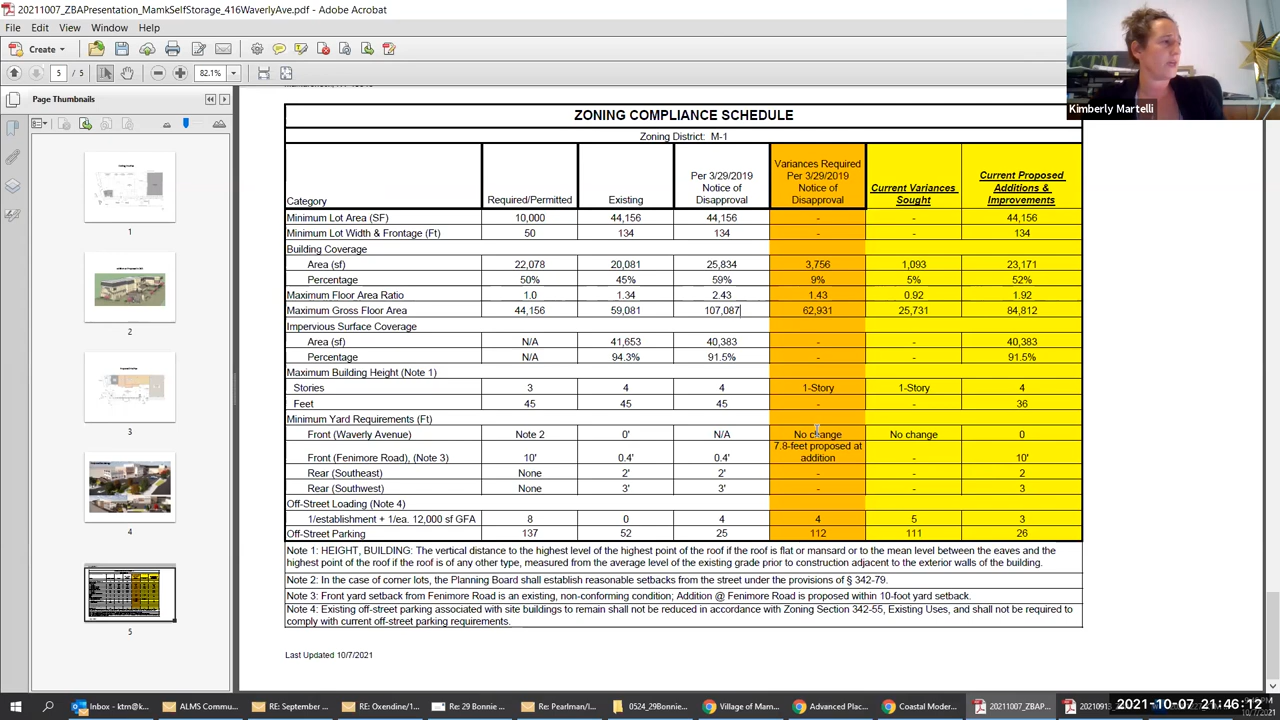 20211007_ZBAPresentation_MamkSelfStorage_416WaverlyAve.pdf - Adobe Acrobat
File Edit View Window Help
Create
5 / 5 82.1%
Page Thumbnails
1
2
3
4
5
Kimberly Martelli
ZONING COMPLIANCE SCHEDULE
Zoning District: M-1
Category Required/Permitted Existing Per 3/29/2019 Notice of Disapproval Variances Required Per 3/29/2019 Notice of Disapproval Current Variances Sought Current Proposed Additions & Improvements
Minimum Lot Area (SF) 10,000 44,156 44,156 - - 44,156
Minimum Lot Width & Frontage (Ft) 50 134 134 - - 134
Building Coverage
Area (sf) 22,078 20,081 25,834 3,756 1,093 23,171
Percentage 50% 45% 59% 9% 5% 52%
Maximum Floor Area Ratio 1.0 1.34 2.43 1.43 0.92 1.92
Maximum Gross Floor Area 44,156 59,081 107,087 62,931 25,731 84,812
Impervious Surface Coverage
Area (sf) N/A 41,653 40,383 - - 40,383
Percentage N/A 94.3% 91.5% - - 91.5%
Maximum Building Height (Note 1)
Stories 3 4 4 1-Story 1-Story 4
Feet 45 45 45 - - 36
Minimum Yard Requirements (Ft)
Front (Waverly Avenue) Note 2 0' N/A No change No change 0
Front (Fenimore Road), (Note 3) 10' 0.4' 0.4' 7.8-feet proposed at addition - 10'
Rear (Southeast) None 2' 2' - - 2
Rear (Southwest) None 3' 3' - - 3
Off-Street Loading (Note 4)
1/establishment + 1/ea. 12,000 sf GFA 8 0 4 4 5 3
Off-Street Parking 137 52 25 112 111 26
Note 1: HEIGHT, BUILDING: The vertical distance to the highest level of the highest point of the roof if the roof is flat or mansard or to the mean level between the eaves and the
highest point of the roof if the roof is of any other type, measured from the average level of the existing grade prior to construction adjacent to the exterior walls of the building.
Note 2: In the case of corner lots, the Planning Board shall establish reasonable setbacks from the street under the provisions of § 342-79.
Note 3: Front yard setback from Fenimore Road is an existing, non-conforming condition; Addition @ Fenimore Road is proposed within 10-foot yard setback.
Note 4: Existing off-street parking associated with site buildings to remain shall not be reduced in accordance with Zoning Section 342-55, Existing Uses, and shall not be required to
comply with current off-street parking requirements.
Last Updated 10/7/2021
Inbox - ktm@k... ALMS Commu... RE: September ... Re: Oxendine/1... Re: 29 Bonnie ... Re: Pearlman/I... 0524_29Bonnie... Village of Mam... Advanced Plac... Coastal Moder... 20211007_ZBAP... 20210913_
2021-10-07 21:46:12